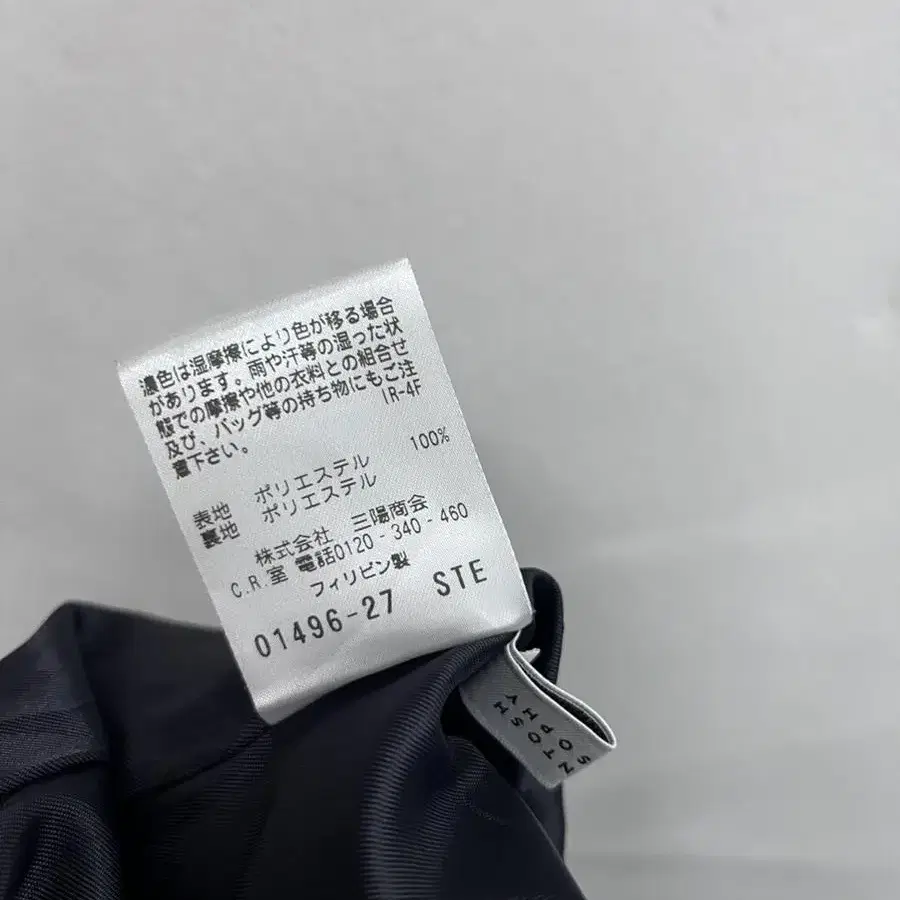 濃色は湿摩擦により色が移る場合
があります。雨や汗等の湿った状
態での摩擦や他の衣料との組合せ
及び、バッグ等の持ち物にもご注
意下さい。
IR-4F
表地 ポリエステル 100%
裏地 ポリエステル
株式会社 三陽商会
C.R.室 電話0120-340-460
フィリピン製
01496-27 STE